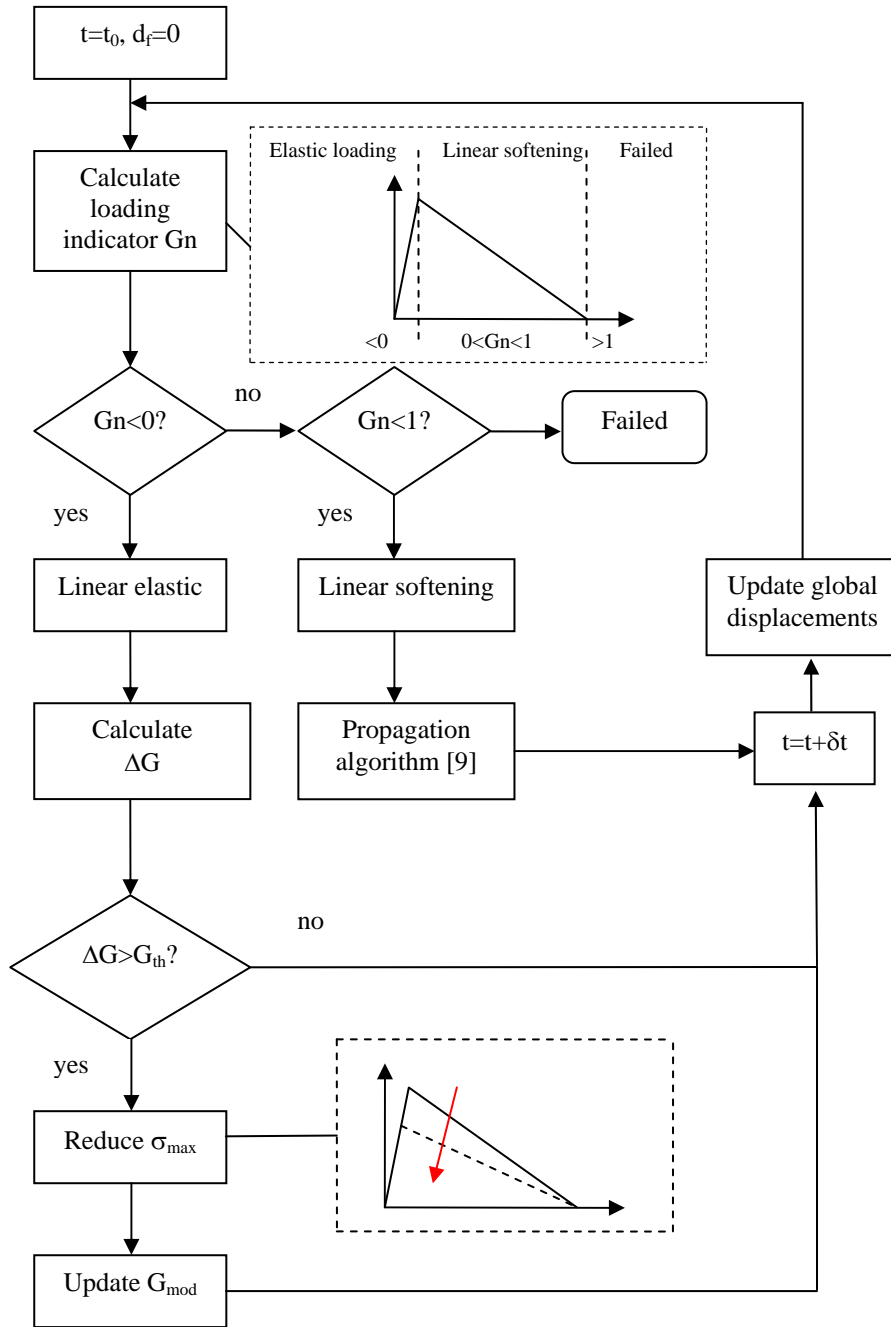 t=t₀, d_f=0
Elastic loading Linear softening Failed
Calculate
loading
indicator Gn
<0 0<Gn<1 >1
Gn<0?
no
Gn<1?
Failed
yes
yes
Linear elastic
Linear softening
Update global
displacements
Calculate
ΔG
Propagation
algorithm [9]
t=t+δt
ΔG>G_th?
no
yes
Reduce σ_max
Update G_mod